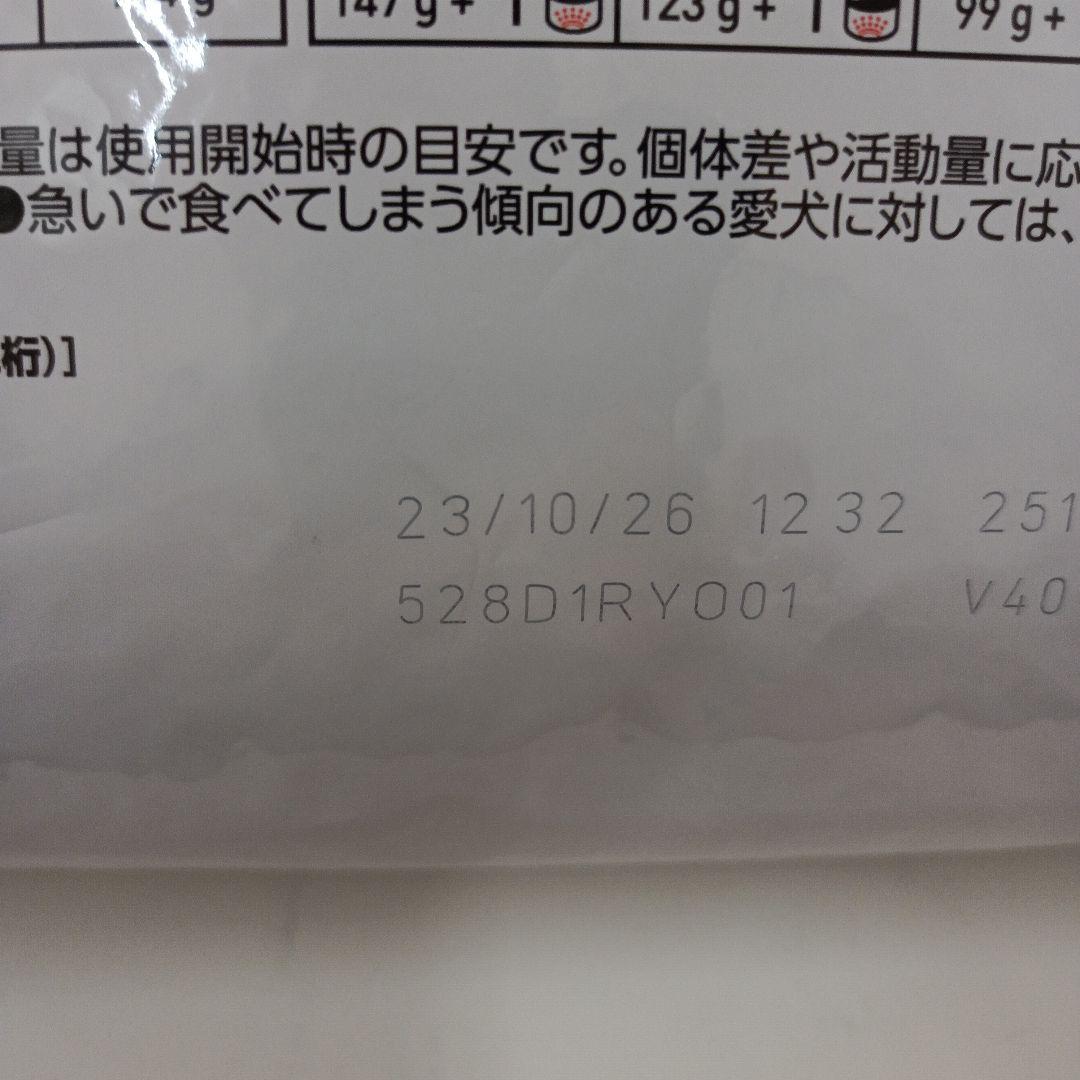 147 g + 1 123 g + 1 99 g +
量は使用開始時の目安です。個体差や活動量に応
●急いで食べてしまう傾向のある愛犬に対しては、
桁)]
23/10/26 12 32 251
528D1RYO01 V40